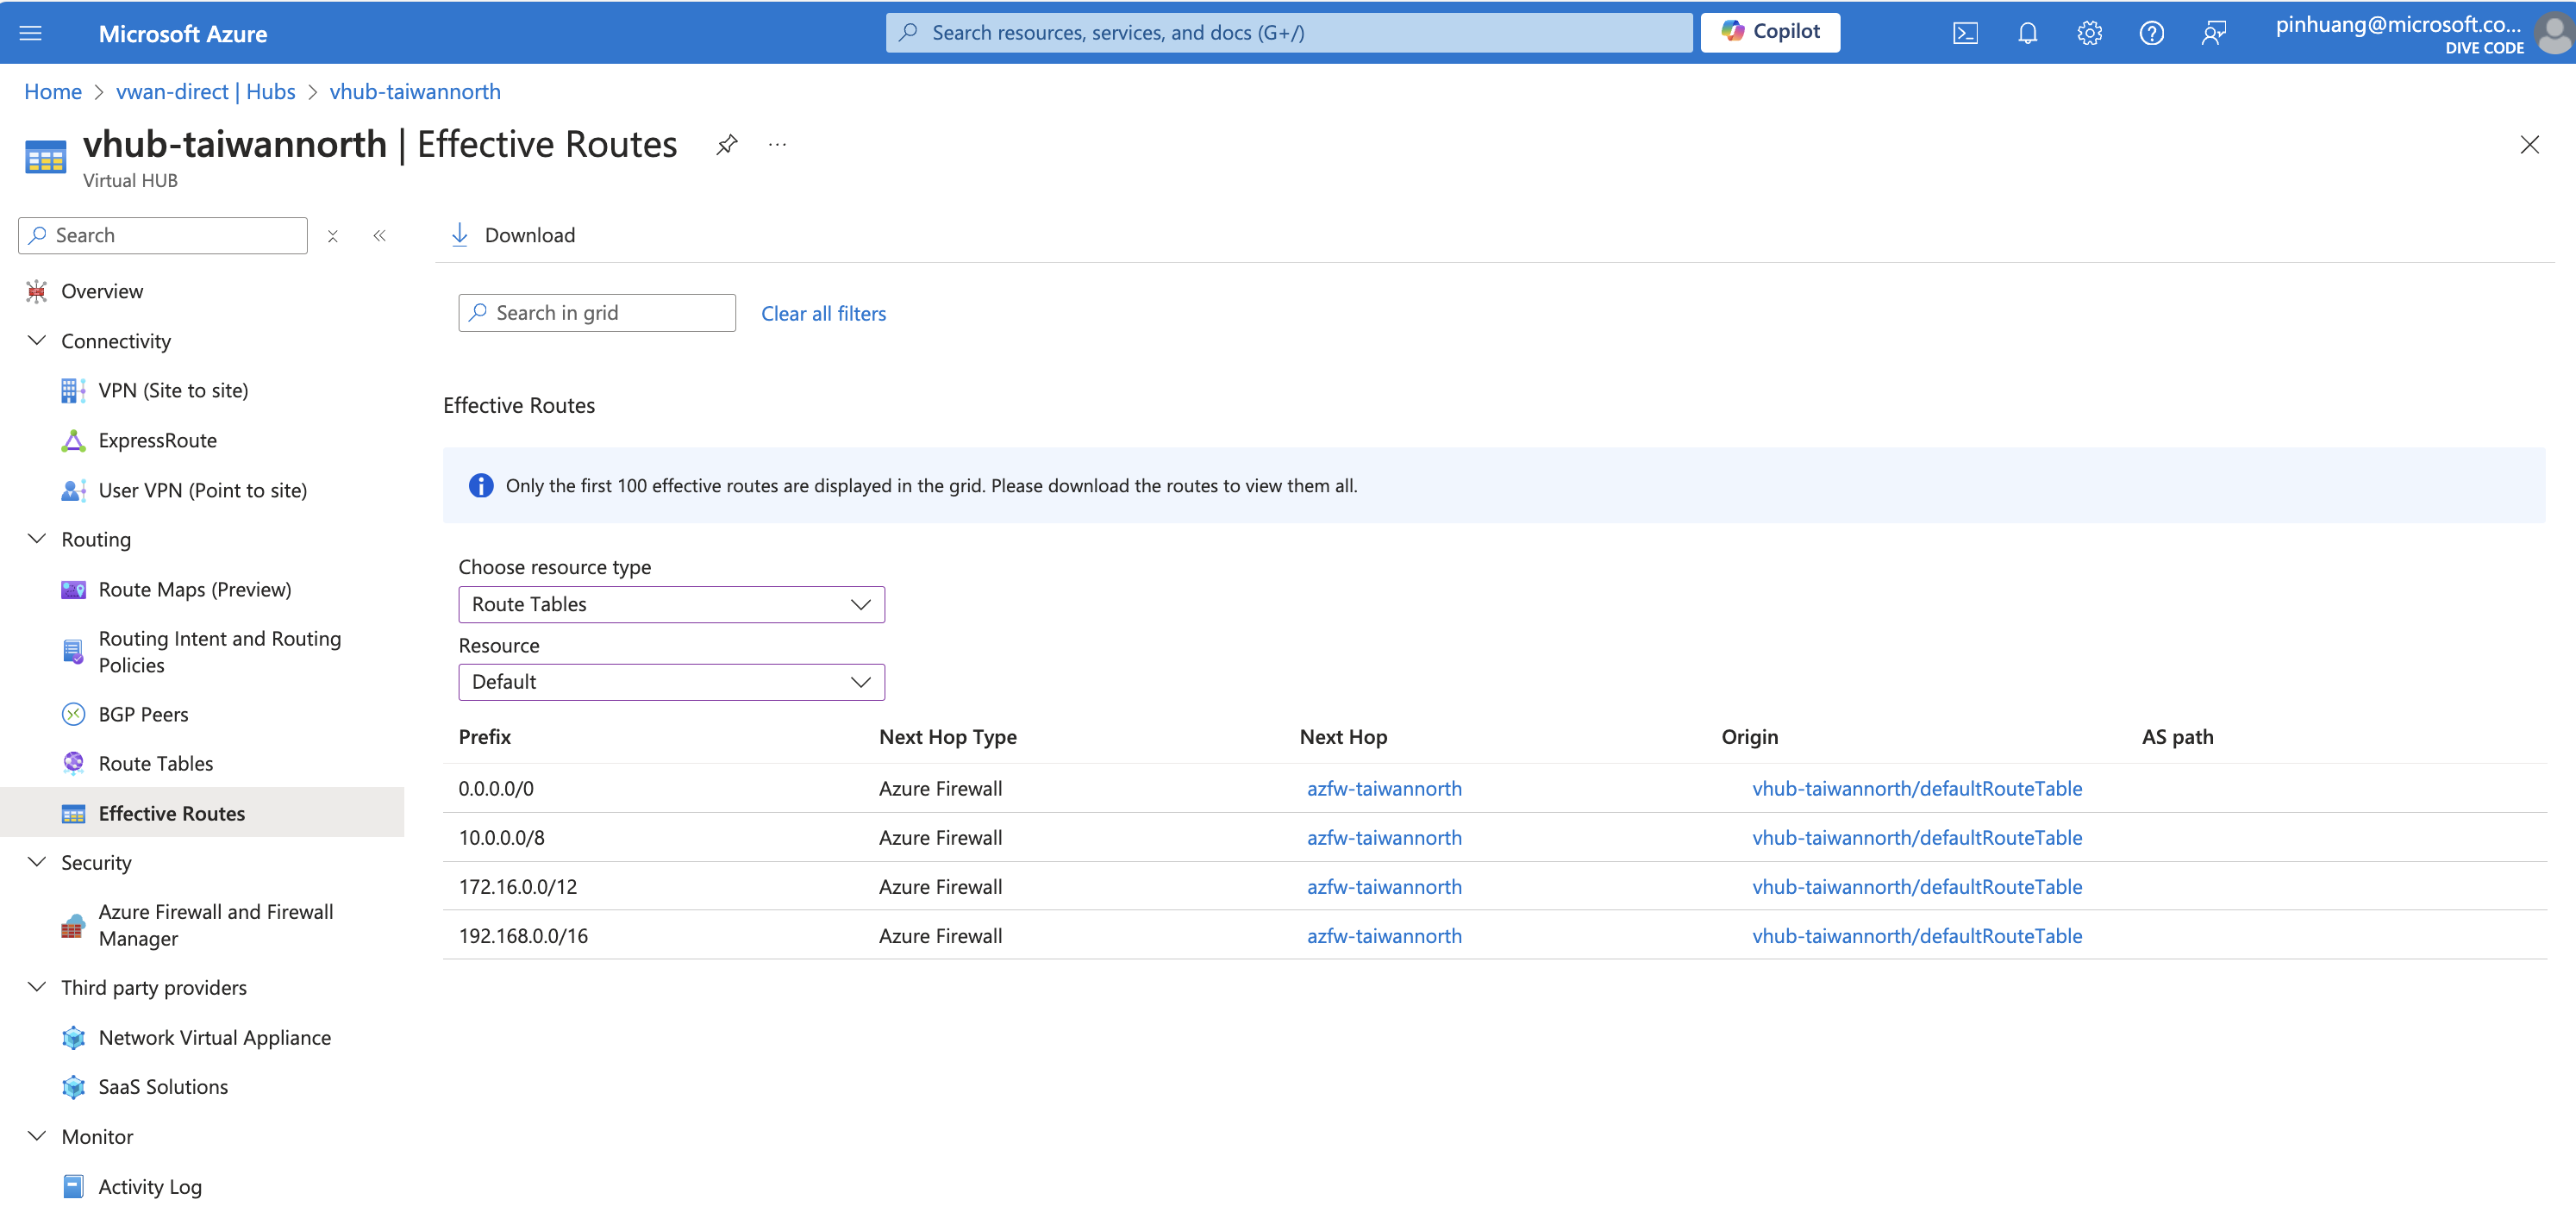 Microsoft Azure
Search resources, services, and docs (G+/)
Copilot
pinhuang@microsoft.co...
DIVE CODE
Home > vwan-direct | Hubs > vhub-taiwannorth
vhub-taiwannorth | Effective Routes
Virtual HUB
Search
Download
Overview
Connectivity
VPN (Site to site)
ExpressRoute
User VPN (Point to site)
Routing
Route Maps (Preview)
Routing Intent and Routing
Policies
BGP Peers
Route Tables
Effective Routes
Security
Azure Firewall and Firewall
Manager
Third party providers
Network Virtual Appliance
SaaS Solutions
Monitor
Activity Log
Search in grid
Clear all filters
Effective Routes
Only the first 100 effective routes are displayed in the grid. Please download the routes to view them all.
Choose resource type
Route Tables
Resource
Default
Prefix Next Hop Type Next Hop Origin AS path
0.0.0.0/0 Azure Firewall azfw-taiwannorth vhub-taiwannorth/defaultRouteTable
10.0.0.0/8 Azure Firewall azfw-taiwannorth vhub-taiwannorth/defaultRouteTable
172.16.0.0/12 Azure Firewall azfw-taiwannorth vhub-taiwannorth/defaultRouteTable
192.168.0.0/16 Azure Firewall azfw-taiwannorth vhub-taiwannorth/defaultRouteTable